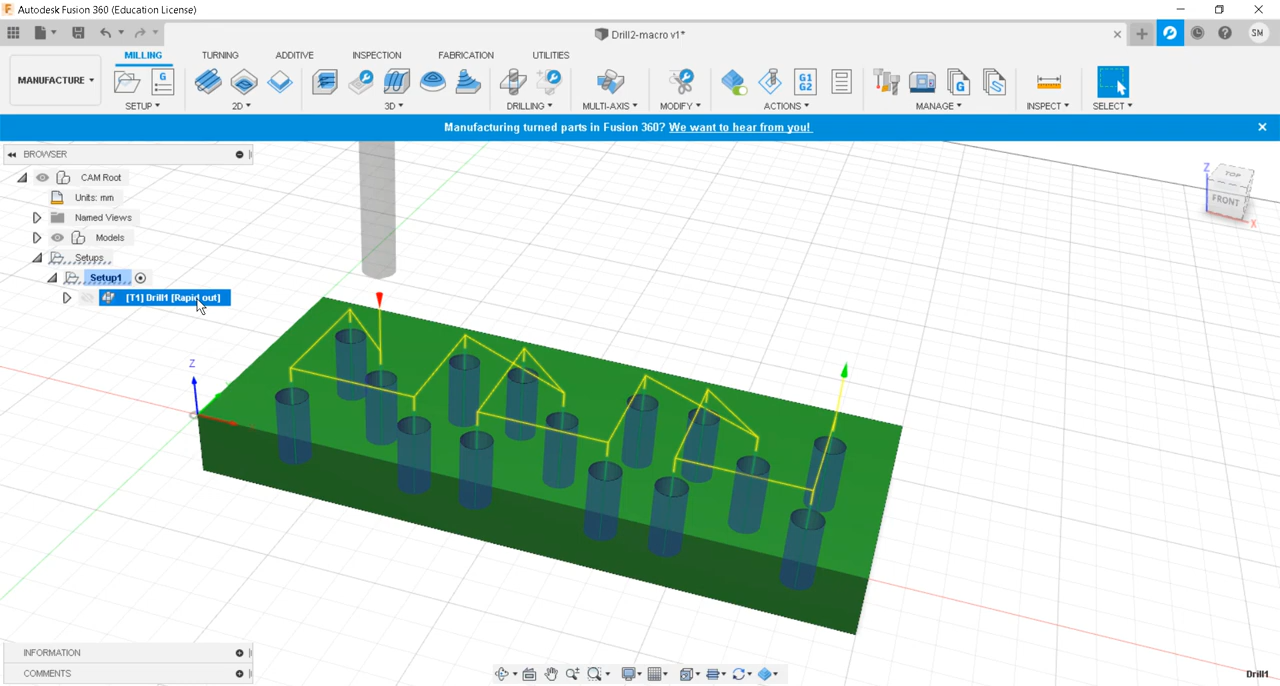 Autodesk Fusion 360 (Education License)
Drill2-macro v1*
SM
MILLING TURNING ADDITIVE INSPECTION FABRICATION UTILITIES
MANUFACTURE
G
G1
G2
G
S
SETUP 2D 3D DRILLING MULTI-AXIS MODIFY ACTIONS MANAGE INSPECT SELECT
Manufacturing turned parts in Fusion 360? We want to hear from you!
BROWSER
CAM Root
Units: mm
Named Views
Models
Setups
Setup1
[T1] Drill1 [Rapid out]
Z
TOP
FRONT
X
Z
INFORMATION
COMMENTS
Drill1